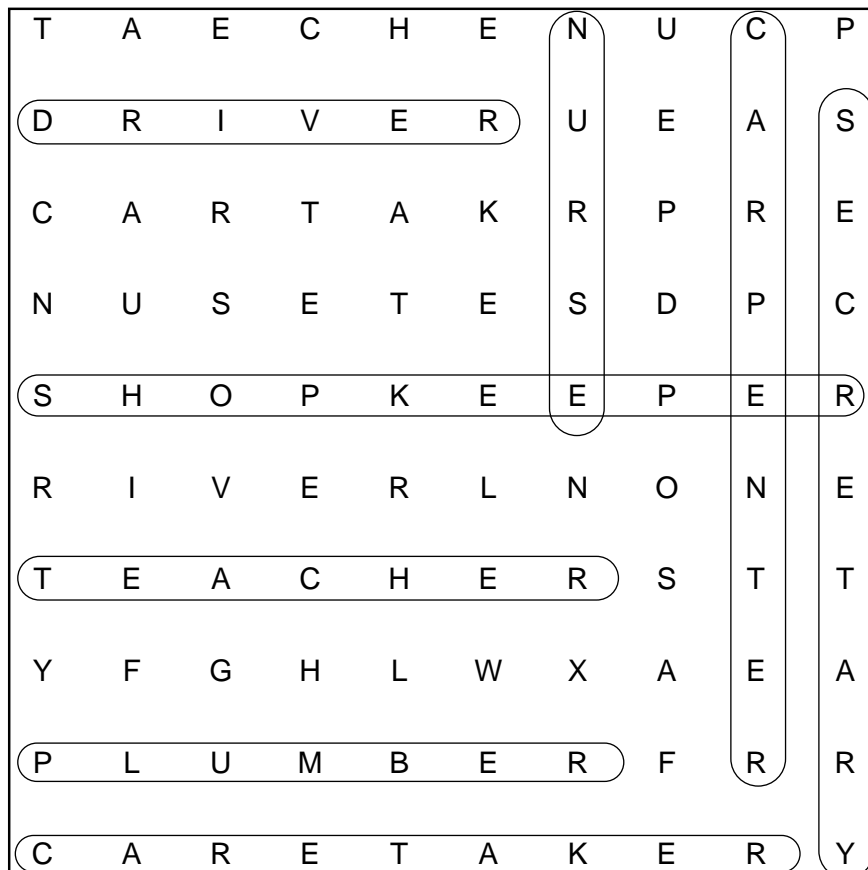 T A E C H E N U C P
D R I V E R U E A S
C A R T A K R P R E
N U S E T E S D P C
S H O P K E E P E R
R I V E R L N O N E
T E A C H E R S T T
Y F G H L W X A E A
P L U M B E R F R R
C A R E T A K E R Y